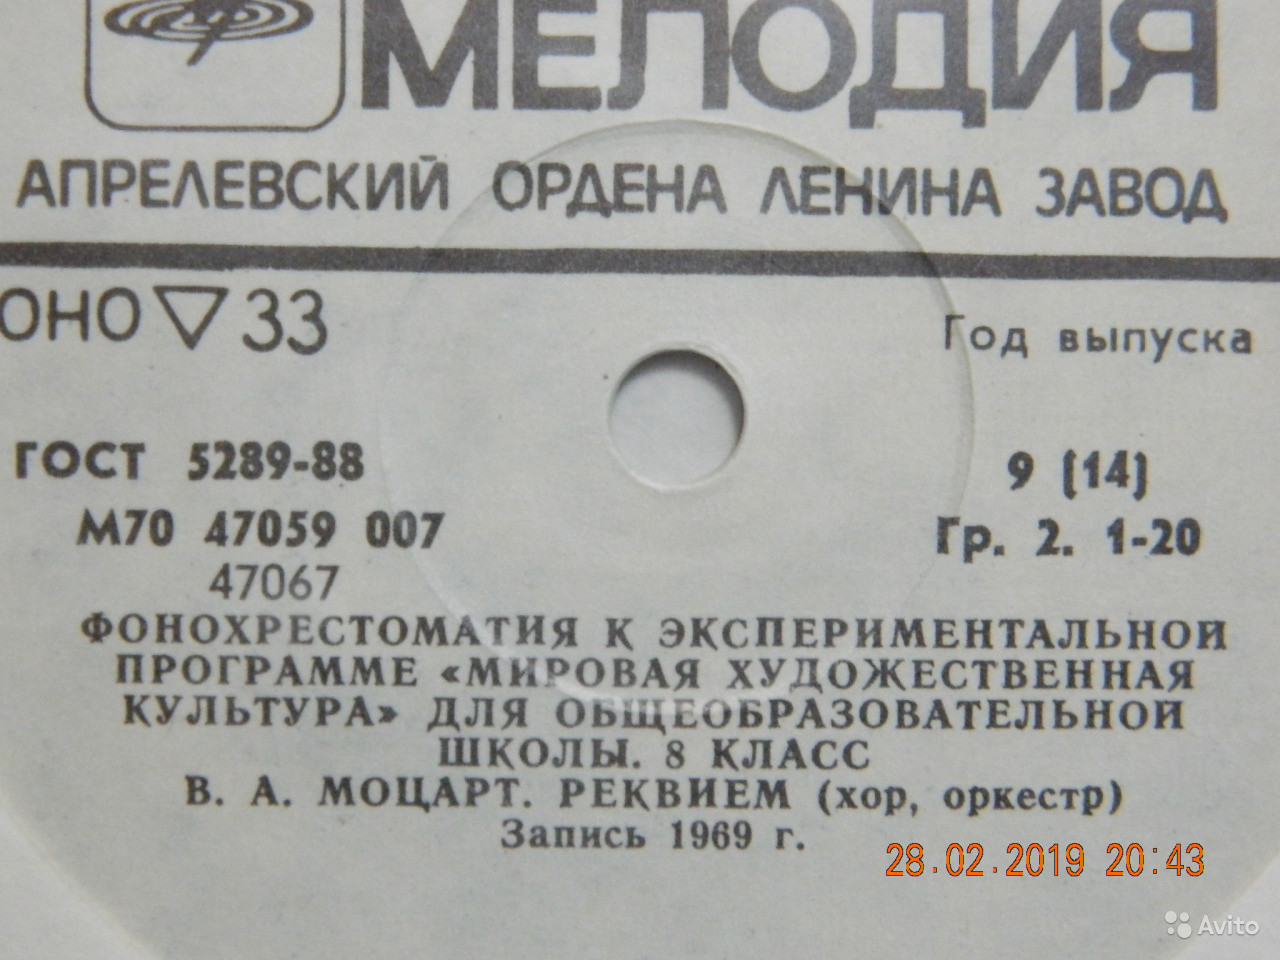 МЕЛОДИЯ
АПРЕЛЕВСКИЙ ОРДЕНА ЛЕНИНА ЗАВОД
ОНО ▽ 33 Год выпуска
ГОСТ 5289-88 9 (14)
М70 47059 007 Гр. 2. 1-20
47067
ФОНОХРЕСТОМАТИЯ К ЭКСПЕРИМЕНТАЛЬНОЙ
ПРОГРАММЕ «МИРОВАЯ ХУДОЖЕСТВЕННАЯ
КУЛЬТУРА» ДЛЯ ОБЩЕОБРАЗОВАТЕЛЬНОЙ
ШКОЛЫ. 8 КЛАСС
В. А. МОЦАРТ. РЕКВИЕМ (хор, оркестр)
Запись 1969 г.
28.02.2019 20:43
Avito